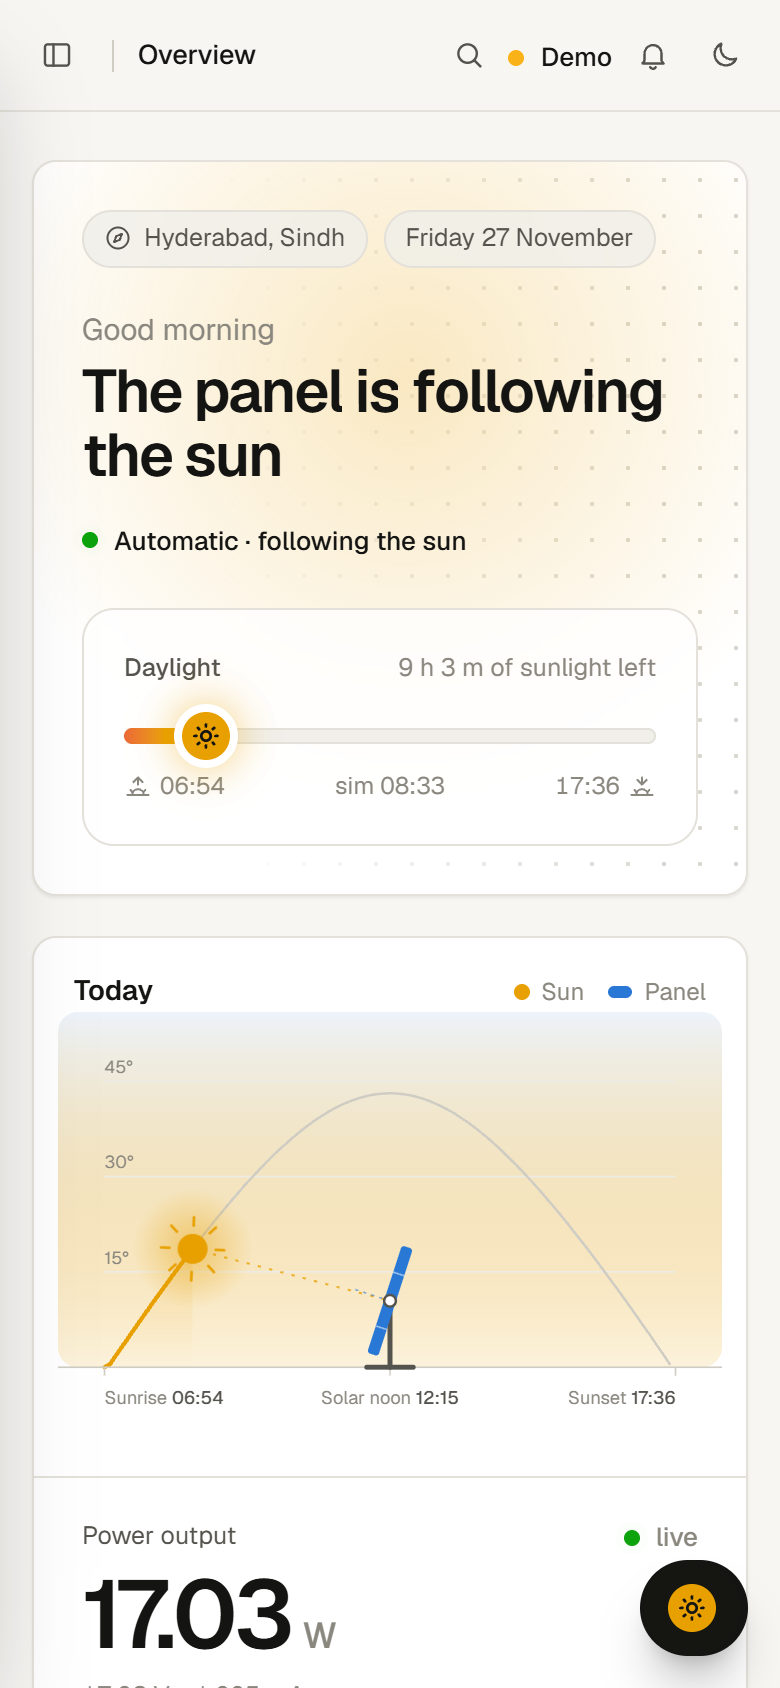 Overview
Demo
Hyderabad, Sindh
Friday 27 November
Good morning
The panel is following
the sun
Automatic · following the sun
Daylight
9 h 3 m of sunlight left
06:54
sim 08:33
17:36
Today
Sun
Panel
45°
30°
15°
Sunrise 06:54
Solar noon 12:15
Sunset 17:36
Power output
live
17.03 W